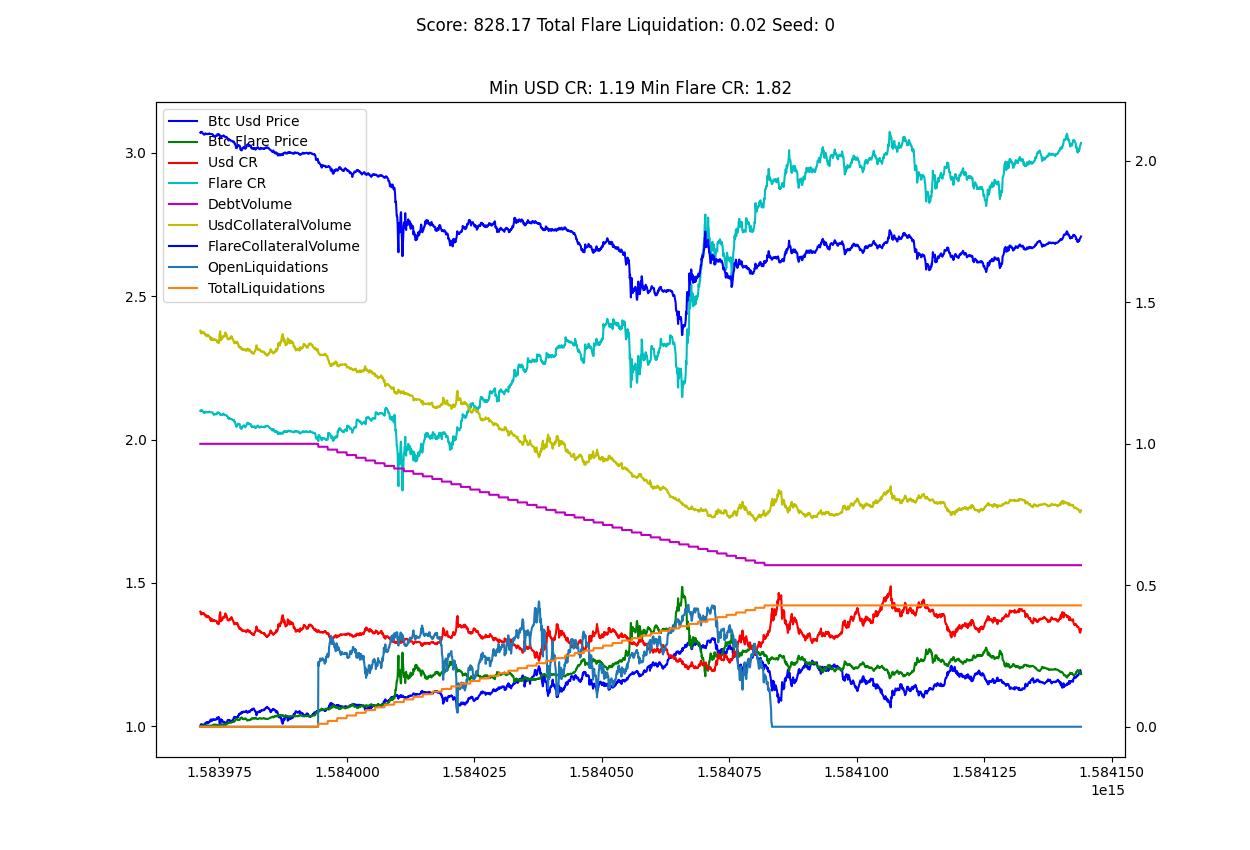 Score: 828.17 Total Flare Liquidation: 0.02 Seed: 0
Min USD CR: 1.19 Min Flare CR: 1.82
Btc Usd Price
Btc Flare Price
Usd CR
Flare CR
DebtVolume
UsdCollateralVolume
FlareCollateralVolume
OpenLiquidations
TotalLiquidations
3.0
2.5
2.0
1.5
1.0
2.0
1.5
1.0
0.5
0.0
1.583975 1.584000 1.584025 1.584050 1.584075 1.584100 1.584125 1.584150
1e15